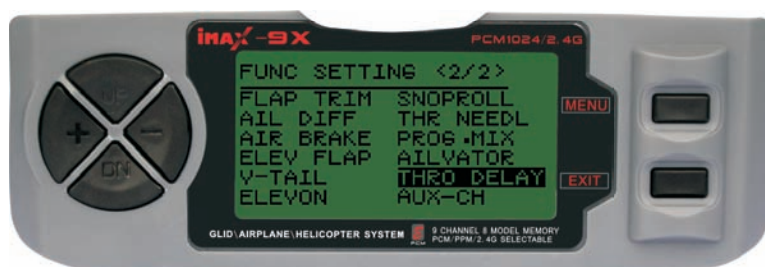 iMAX-9X PCM1024/2.4G
FUNC SETTING <2/2>
FLAP TRIM SNOPROLL
AIL DIFF THR NEEDL
AIR BRAKE PROG.MIX
ELEV FLAP AILVATOR
V-TAIL THRO DELAY
ELEVON AUX-CH
UP
+ -
DN
MENU
EXIT
GLID\AIRPLANE\HELICOPTER SYSTEM
PCM
9 CHANNEL 8 MODEL MEMORY
PCM/PPM/2.4G SELECTABLE